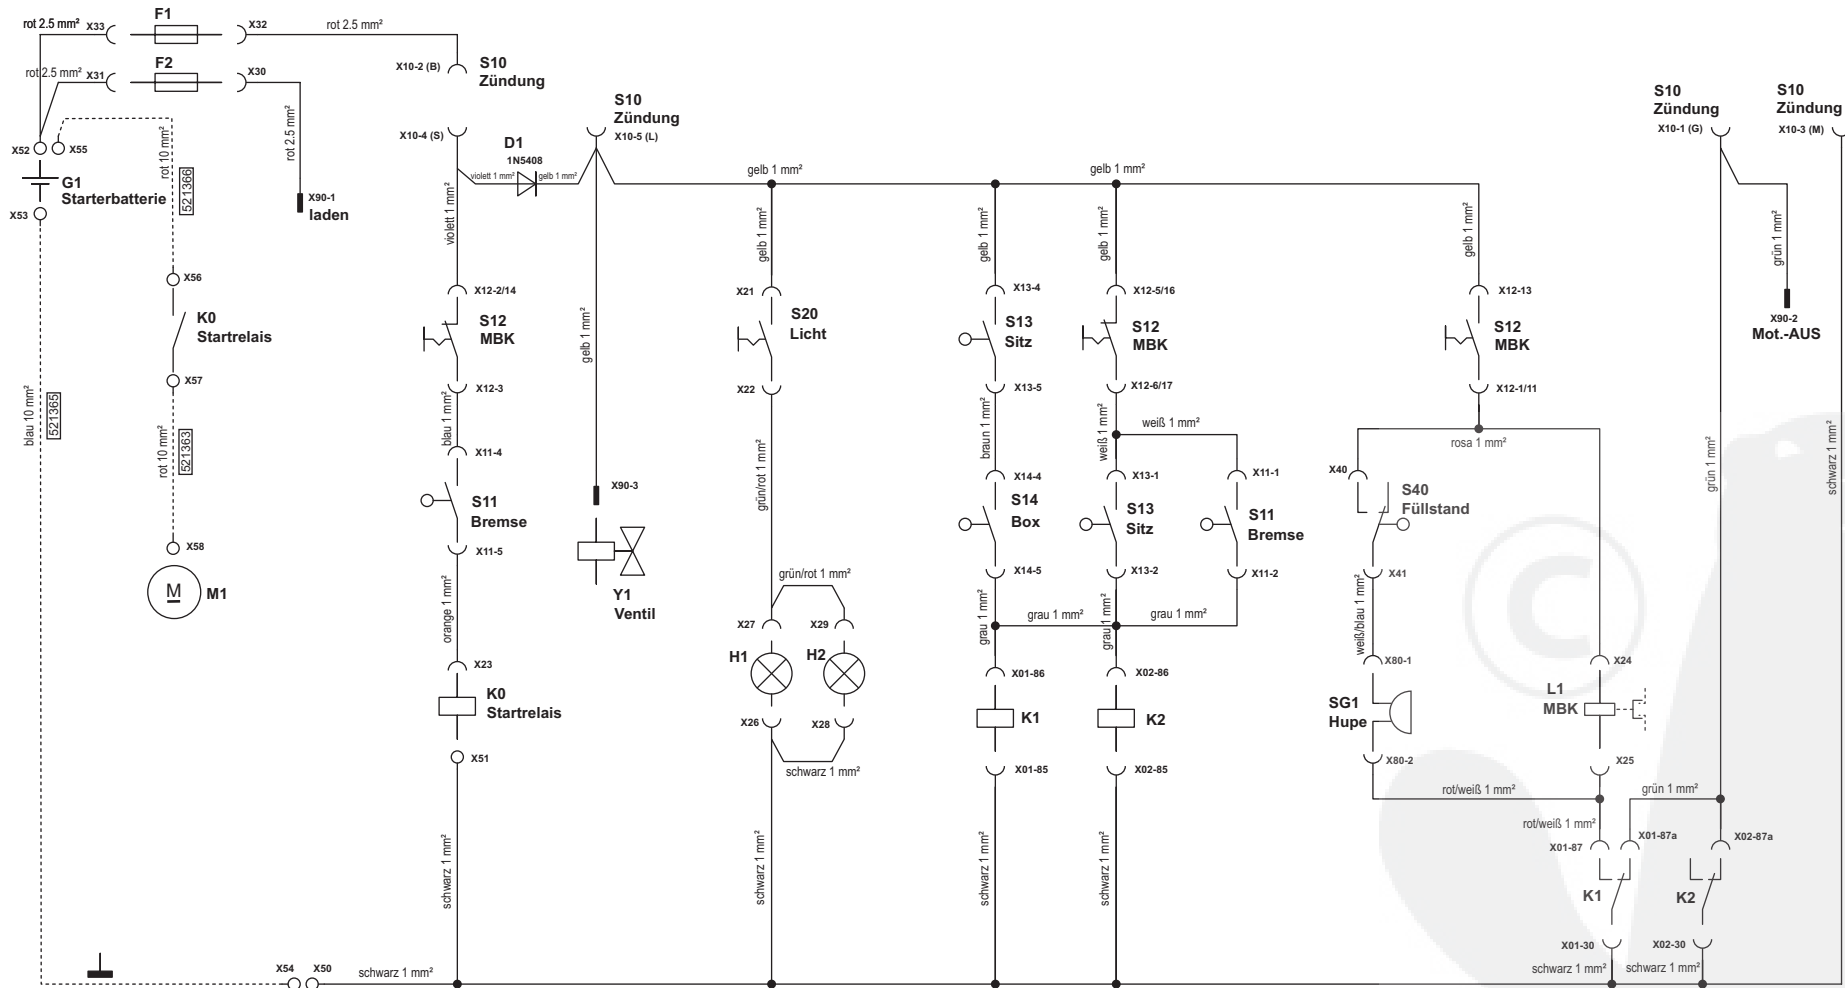 rot 2.5 mm²
X33
F1
X32
rot 2.5 mm²
rot 2.5 mm²
X31
F2
X30
X10-2 (B)
S10
Zündung
rot 2.5 mm²
X52
X55
G1
Starterbatterie
X53
rot 10 mm²
521366
X90-1
laden
X10-4 (S)
D1
1N5408
violett 1 mm²
gelb 1 mm²
S10
Zündung
X10-5 (L)
gelb 1 mm²
gelb 1 mm²
S10
Zündung
X10-1 (G)
S10
Zündung
X10-3 (M)
violett 1 mm²
gelb 1 mm²
gelb 1 mm²
gelb 1 mm²
gelb 1 mm²
grün 1 mm²
X56
K0
Startrelais
X57
X12-2/14
S12
MBK
X12-3
gelb 1 mm²
X21
S20
Licht
X22
X13-4
S13
Sitz
X13-5
X12-5/16
S12
MBK
X12-6/17
X12-13
S12
MBK
X12-1/11
X90-2
Mot.-AUS
blau 10 mm²
521365
rot 10 mm²
521363
blau 1 mm²
X11-4
S11
Bremse
X11-5
X90-3
Y1
Ventil
grün/rot 1 mm²
braun 1 mm²
X14-4
S14
Box
X14-5
weiß 1 mm²
weiß 1 mm²
X13-1
S13
Sitz
X13-2
X11-1
S11
Bremse
X11-2
rosa 1 mm²
X40
S40
Füllstand
X41
grün 1 mm²
schwarz 1 mm²
X58
M
M1
orange 1 mm²
X23
K0
Startrelais
X51
grün/rot 1 mm²
X27
X29
H1
H2
X26
X28
schwarz 1 mm²
grau 1 mm²
grau 1 mm²
grau 1 mm²
grau 1 mm²
X01-86
K1
X01-85
X02-86
K2
X02-85
weiß/blau 1 mm²
X80-1
SG1
Hupe
X80-2
X24
L1
MBK
X25
rot/weiß 1 mm²
grün 1 mm²
rot/weiß 1 mm²
X01-87
X01-87a
X02-87a
K1
K2
X01-30
X02-30
schwarz 1 mm²
schwarz 1 mm²
schwarz 1 mm²
schwarz 1 mm²
schwarz 1 mm²
schwarz 1 mm²
X54
X50
schwarz 1 mm²
©